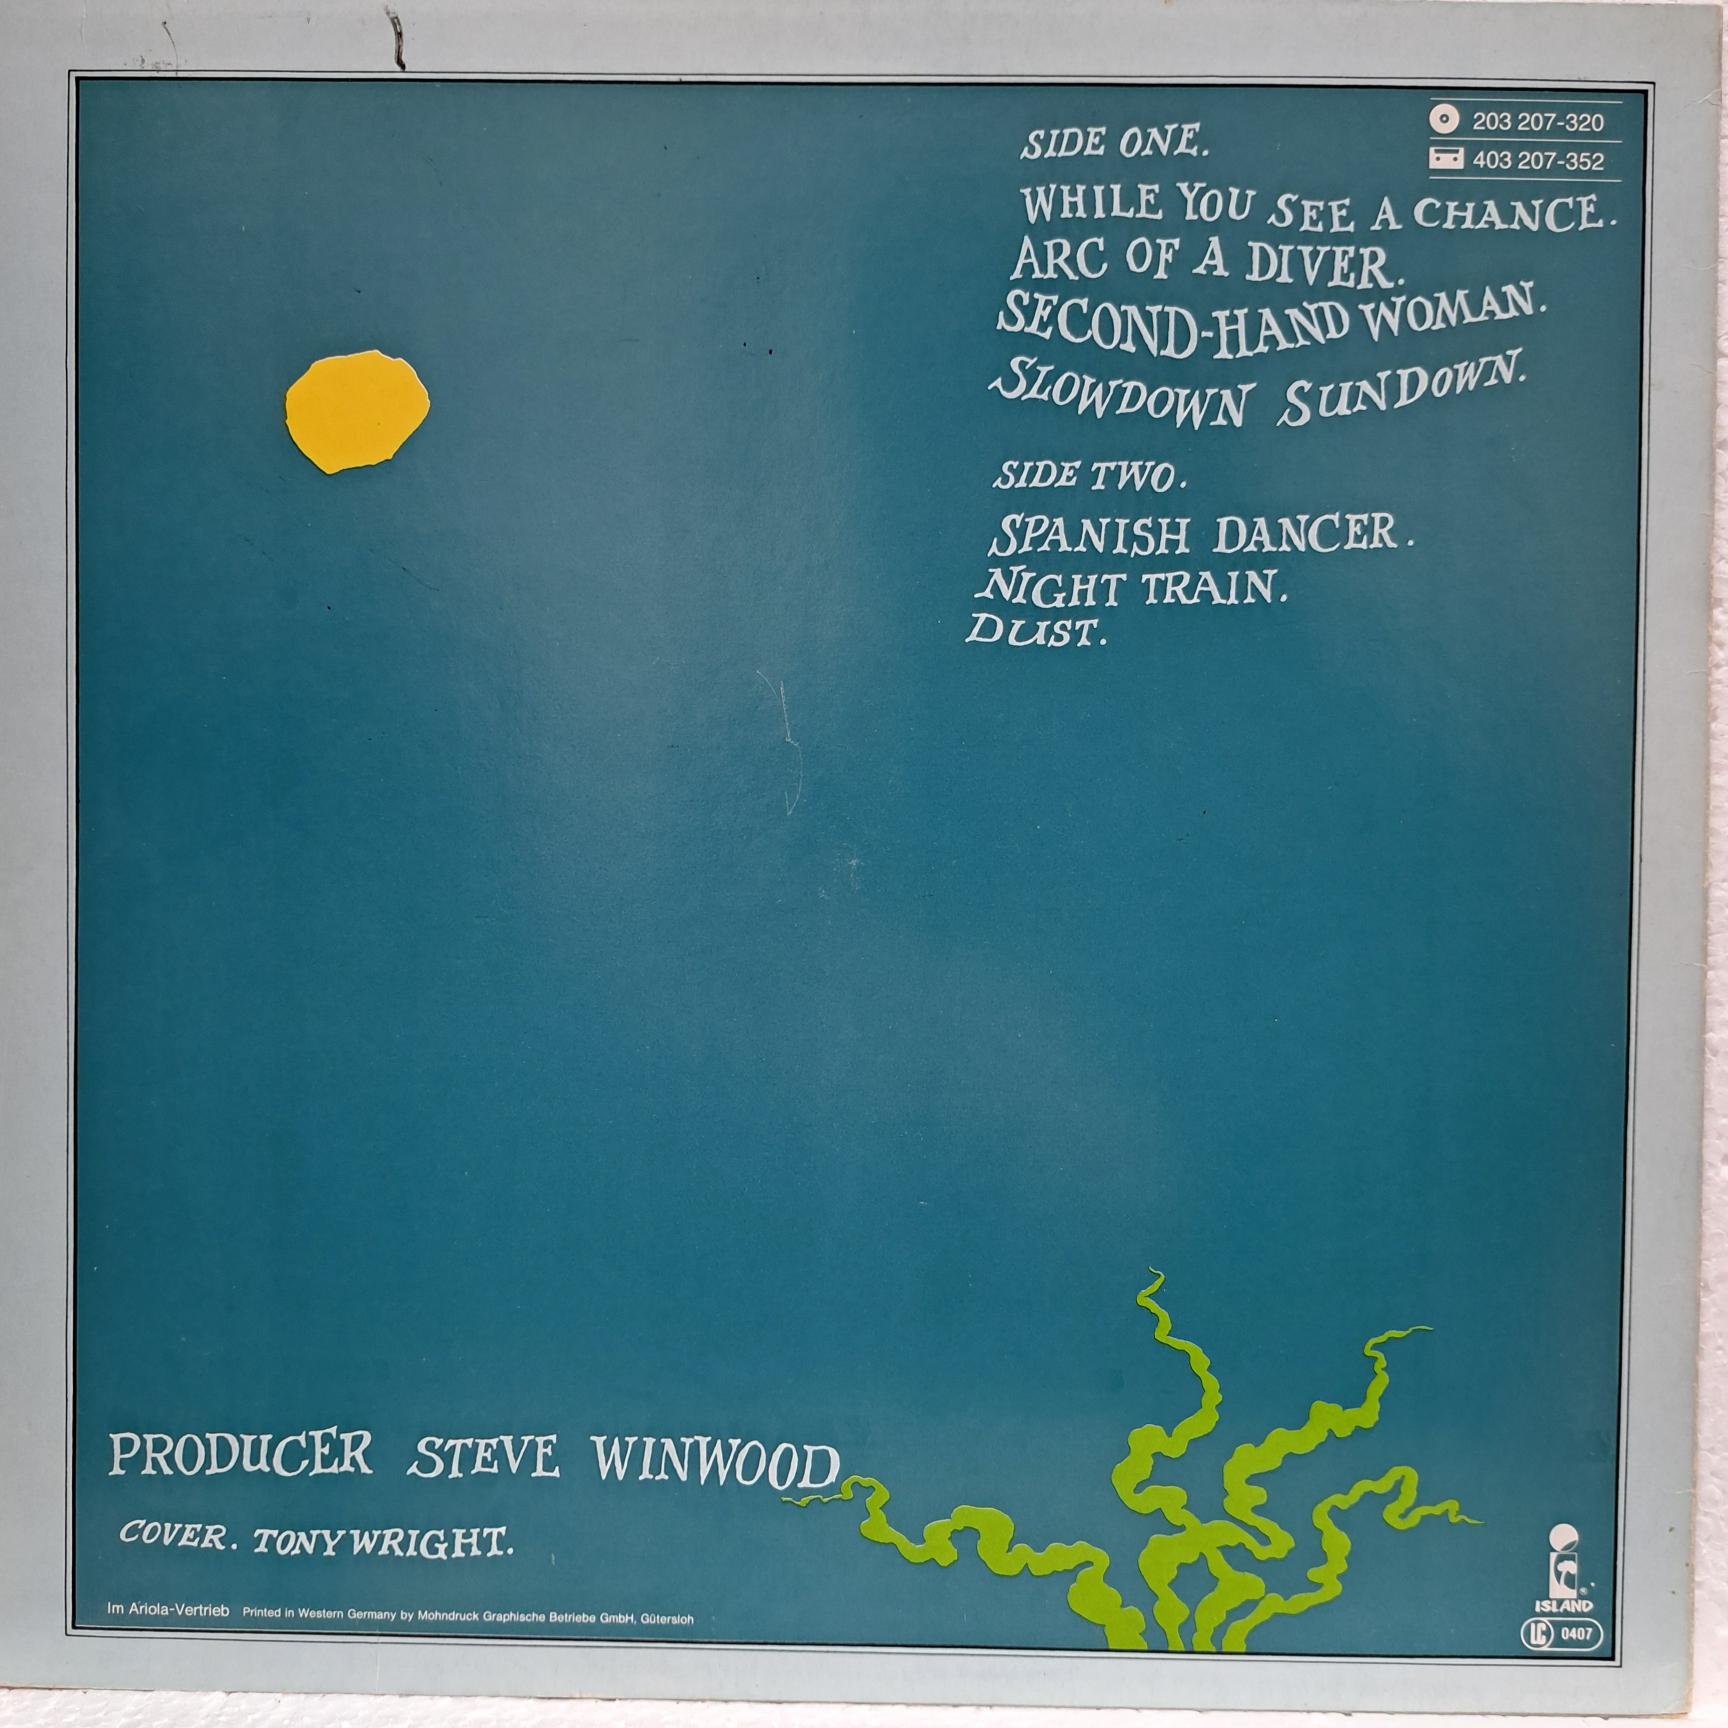 203 207-320
403 207-352
SIDE ONE.
WHILE YOU SEE A CHANCE.
ARC OF A DIVER.
SECOND-HAND WOMAN.
SLOWDOWN SUNDOWN.
SIDE TWO.
SPANISH DANCER.
NIGHT TRAIN.
DUST.
PRODUCER STEVE WINWOOD
COVER. TONY WRIGHT.
Im Ariola-Vertrieb Printed in Western Germany by Mohndruck Graphische Betriebe GmbH, Gütersloh
ISLAND
LC 0407